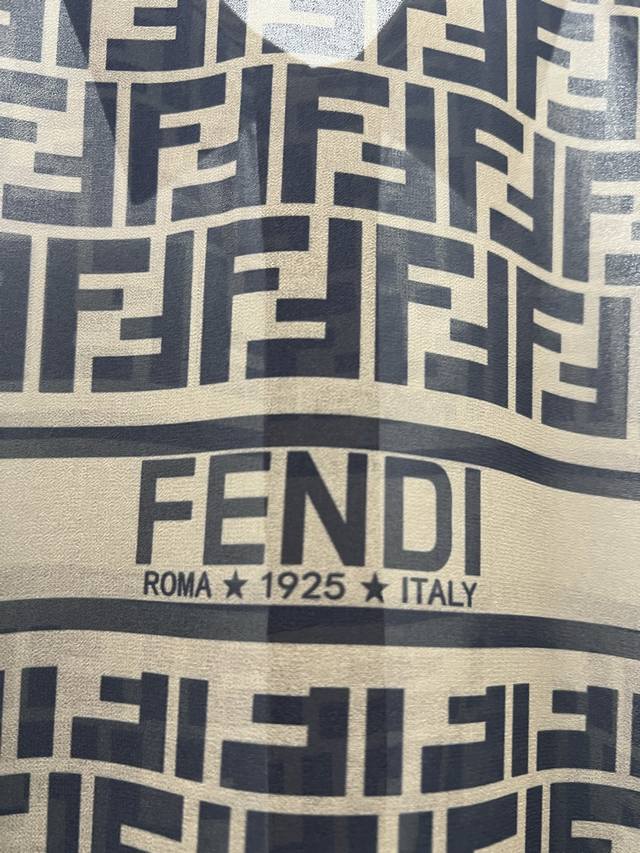 FENDI
ROMA ★ 1925 ★ ITALY